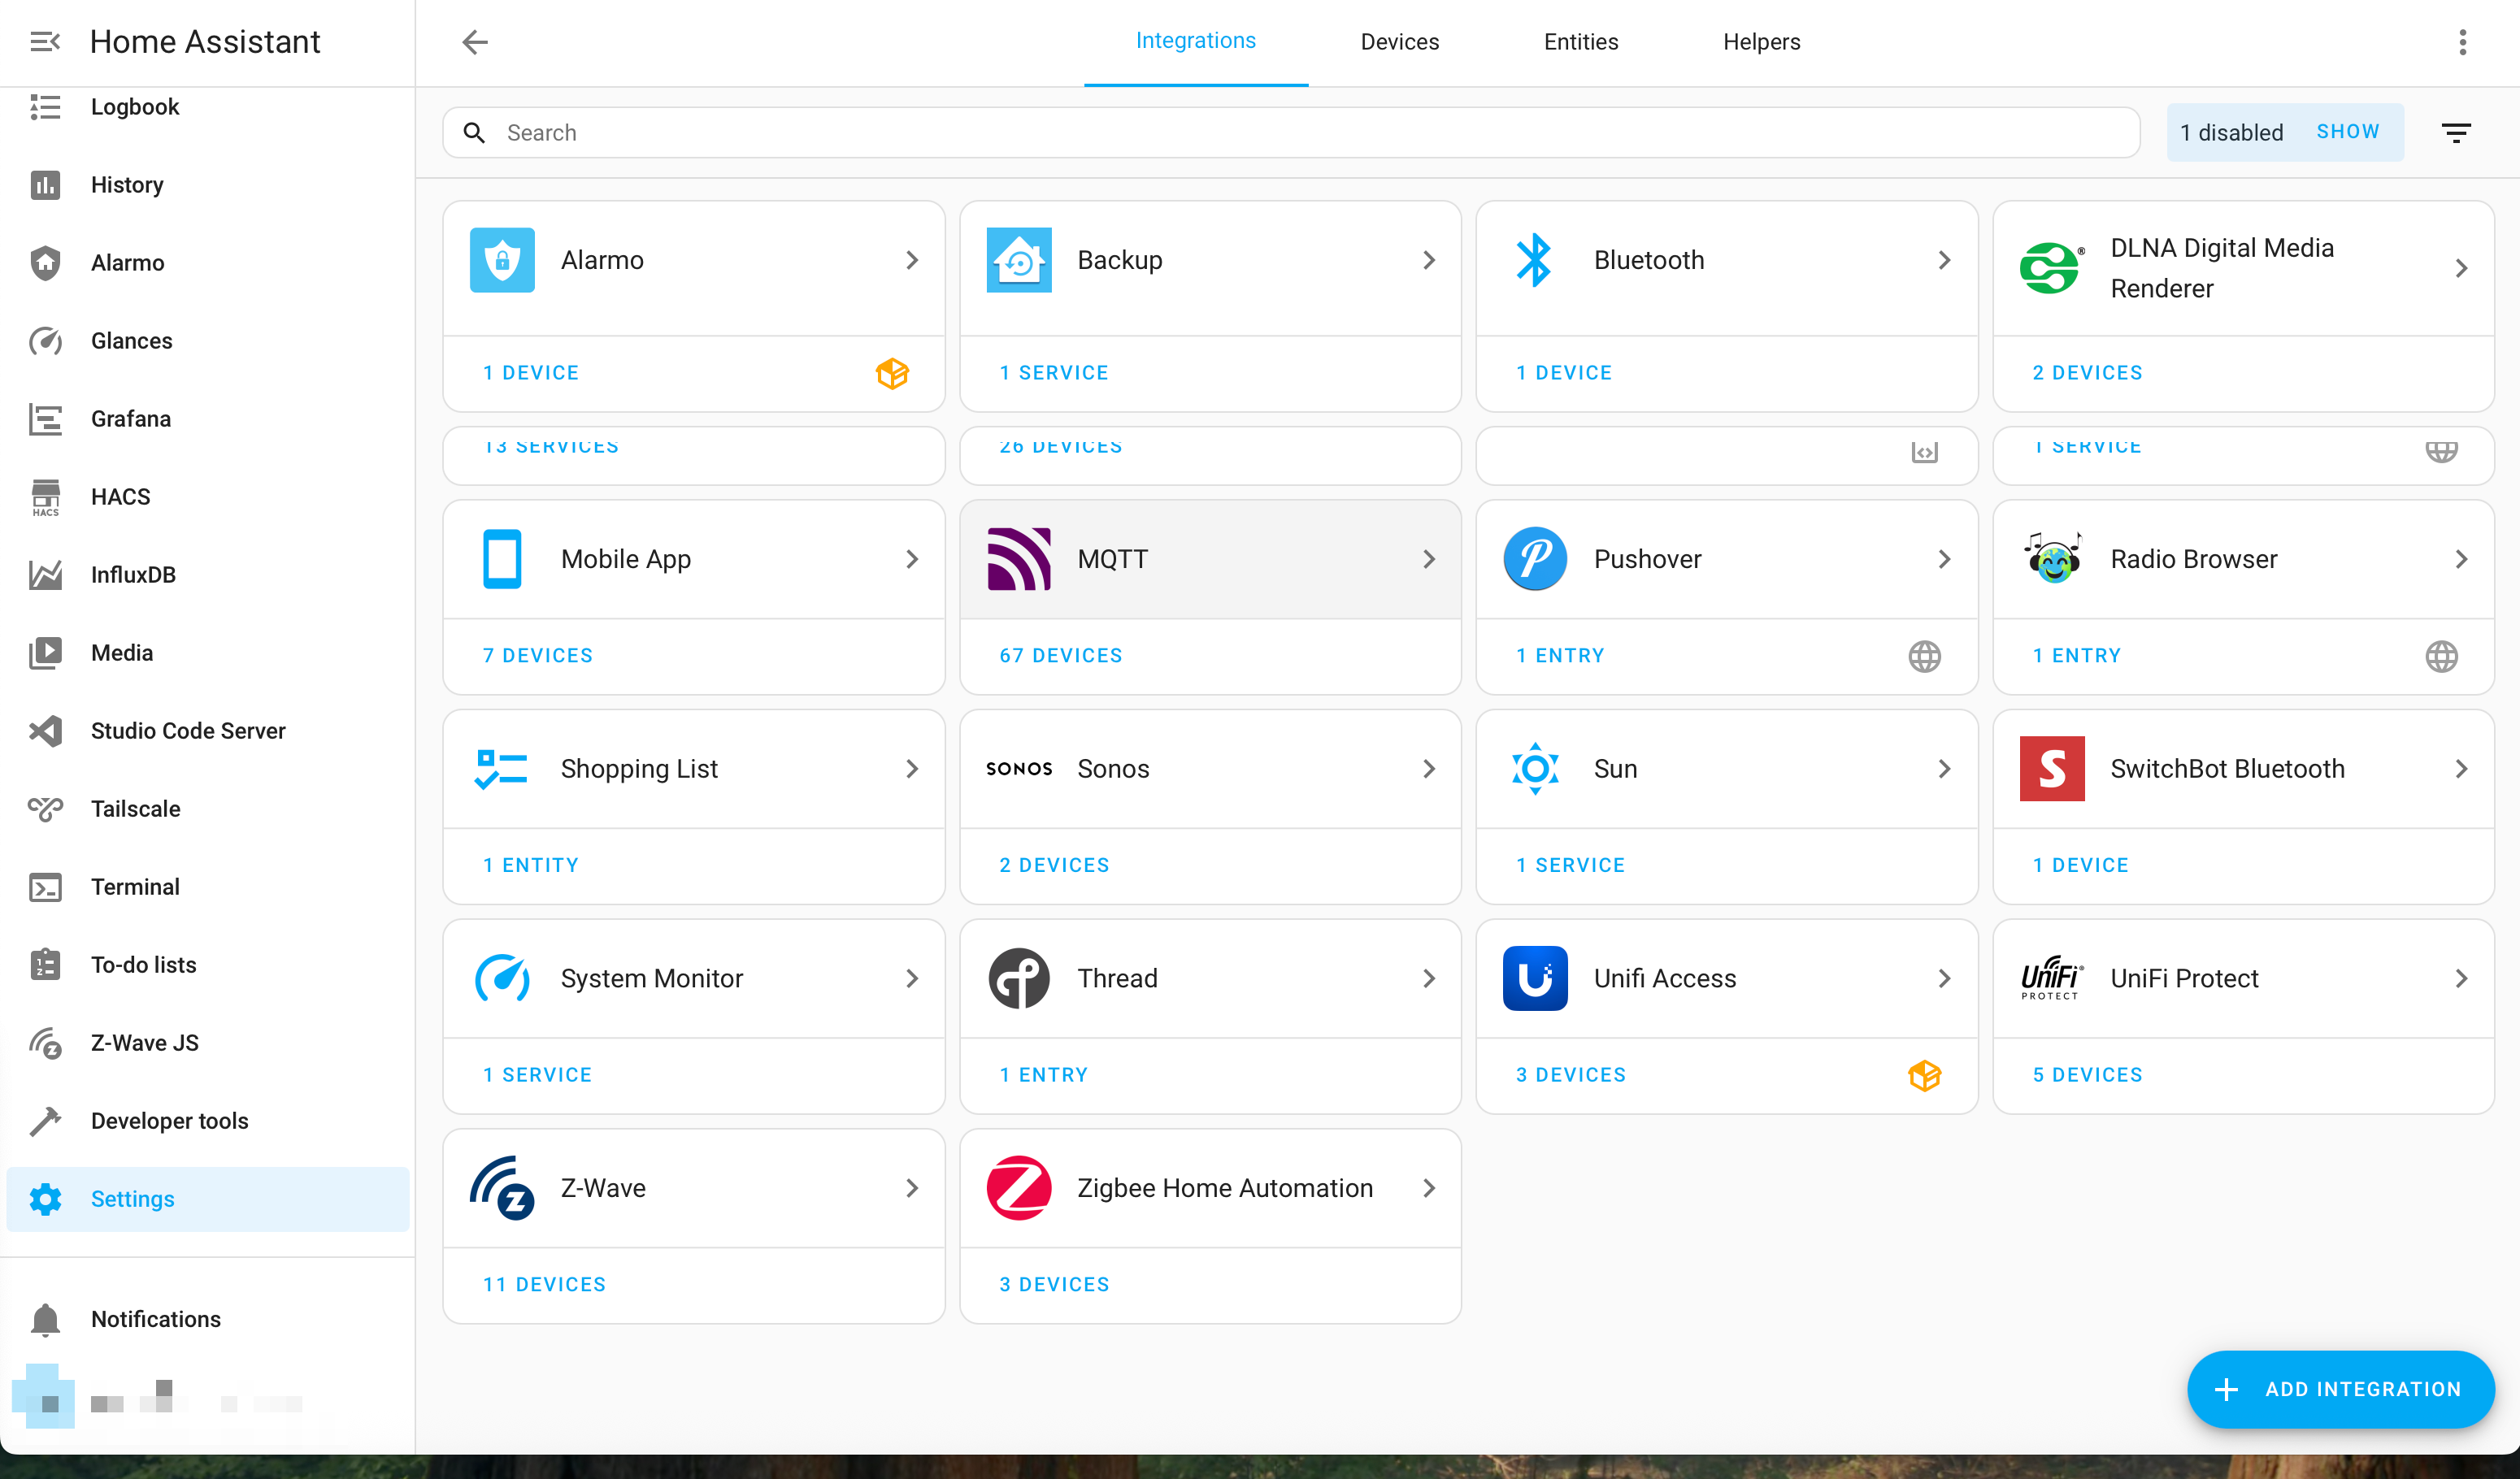 Home Assistant
Logbook
History
Alarmo
Glances
Grafana
HACS
HACS
InfluxDB
Media
Studio Code Server
Tailscale
Terminal
To-do lists
Z-Wave JS
Developer tools
Settings
Notifications
Integrations
Devices
Entities
Helpers
Search
1 disabled
SHOW
Alarmo
1 DEVICE
Backup
1 SERVICE
Bluetooth
1 DEVICE
DLNA Digital Media
Renderer
2 DEVICES
13 SERVICES
26 DEVICES
1 SERVICE
Mobile App
7 DEVICES
MQTT
67 DEVICES
Pushover
1 ENTRY
Radio Browser
1 ENTRY
Shopping List
1 ENTITY
SONOS
Sonos
2 DEVICES
Sun
1 SERVICE
SwitchBot Bluetooth
1 DEVICE
System Monitor
1 SERVICE
Thread
1 ENTRY
Unifi Access
3 DEVICES
UniFi
PROTECT
UniFi Protect
5 DEVICES
Z-Wave
11 DEVICES
Zigbee Home Automation
3 DEVICES
ADD INTEGRATION